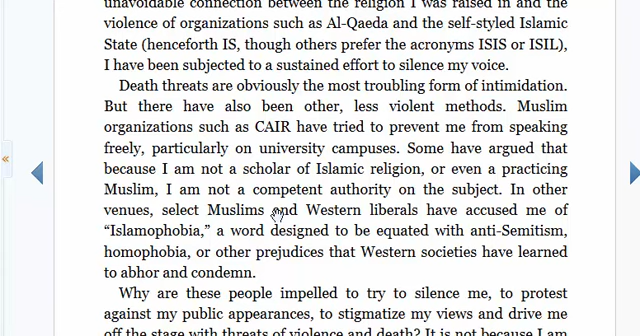 unavoidable connection between the religion I was raised in and the
violence of organizations such as Al-Qaeda and the self-styled Islamic
State (henceforth IS, though others prefer the acronyms ISIS or ISIL),
I have been subjected to a sustained effort to silence my voice.
Death threats are obviously the most troubling form of intimidation.
But there have also been other, less violent methods. Muslim
organizations such as CAIR have tried to prevent me from speaking
freely, particularly on university campuses. Some have argued that
because I am not a scholar of Islamic religion, or even a practicing
Muslim, I am not a competent authority on the subject. In other
venues, select Muslims and Western liberals have accused me of
“Islamophobia,” a word designed to be equated with anti-Semitism,
homophobia, or other prejudices that Western societies have learned
to abhor and condemn.
Why are these people impelled to try to silence me, to protest
against my public appearances, to stigmatize my views and drive me
off the stage with threats of violence and death? It is not because I am